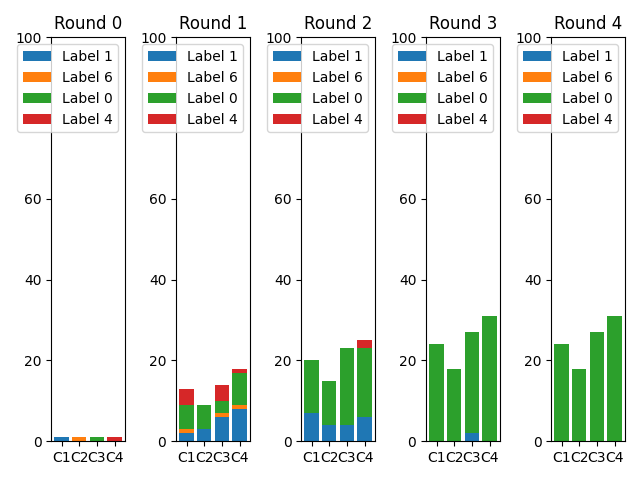 Round 0
100
Label 1
Label 6
Label 0
Label 4
60
40
20
0
C1 C2 C3 C4
Round 1
100
Label 1
Label 6
Label 0
Label 4
60
40
20
0
C1 C2 C3 C4
Round 2
100
Label 1
Label 6
Label 0
Label 4
60
40
20
0
C1 C2 C3 C4
Round 3
100
Label 1
Label 6
Label 0
Label 4
60
40
20
0
C1 C2 C3 C4
Round 4
100
Label 1
Label 6
Label 0
Label 4
60
40
20
0
C1 C2 C3 C4